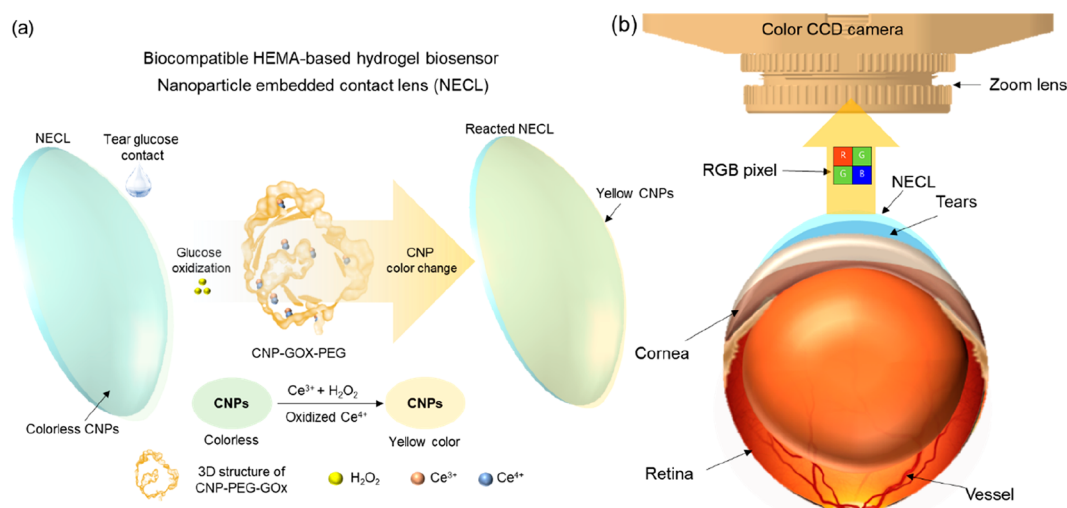 (a)
Biocompatible HEMA-based hydrogel biosensor
Nanoparticle embedded contact lens (NECL)
NECL
Tear glucose
contact
Reacted NECL
Yellow CNPs
Glucose
oxidization
CNP
color change
CNP-GOX-PEG
Colorless CNPs
CNPs
Colorless
Ce³⁺ + H₂O₂
Oxidized Ce⁴⁺
CNPs
Yellow color
3D structure of
CNP-PEG-GOx
H₂O₂
Ce³⁺
Ce⁴⁺
(b)
Color CCD camera
Zoom lens
RGB pixel
R G
G B
NECL
Tears
Cornea
Retina
Vessel